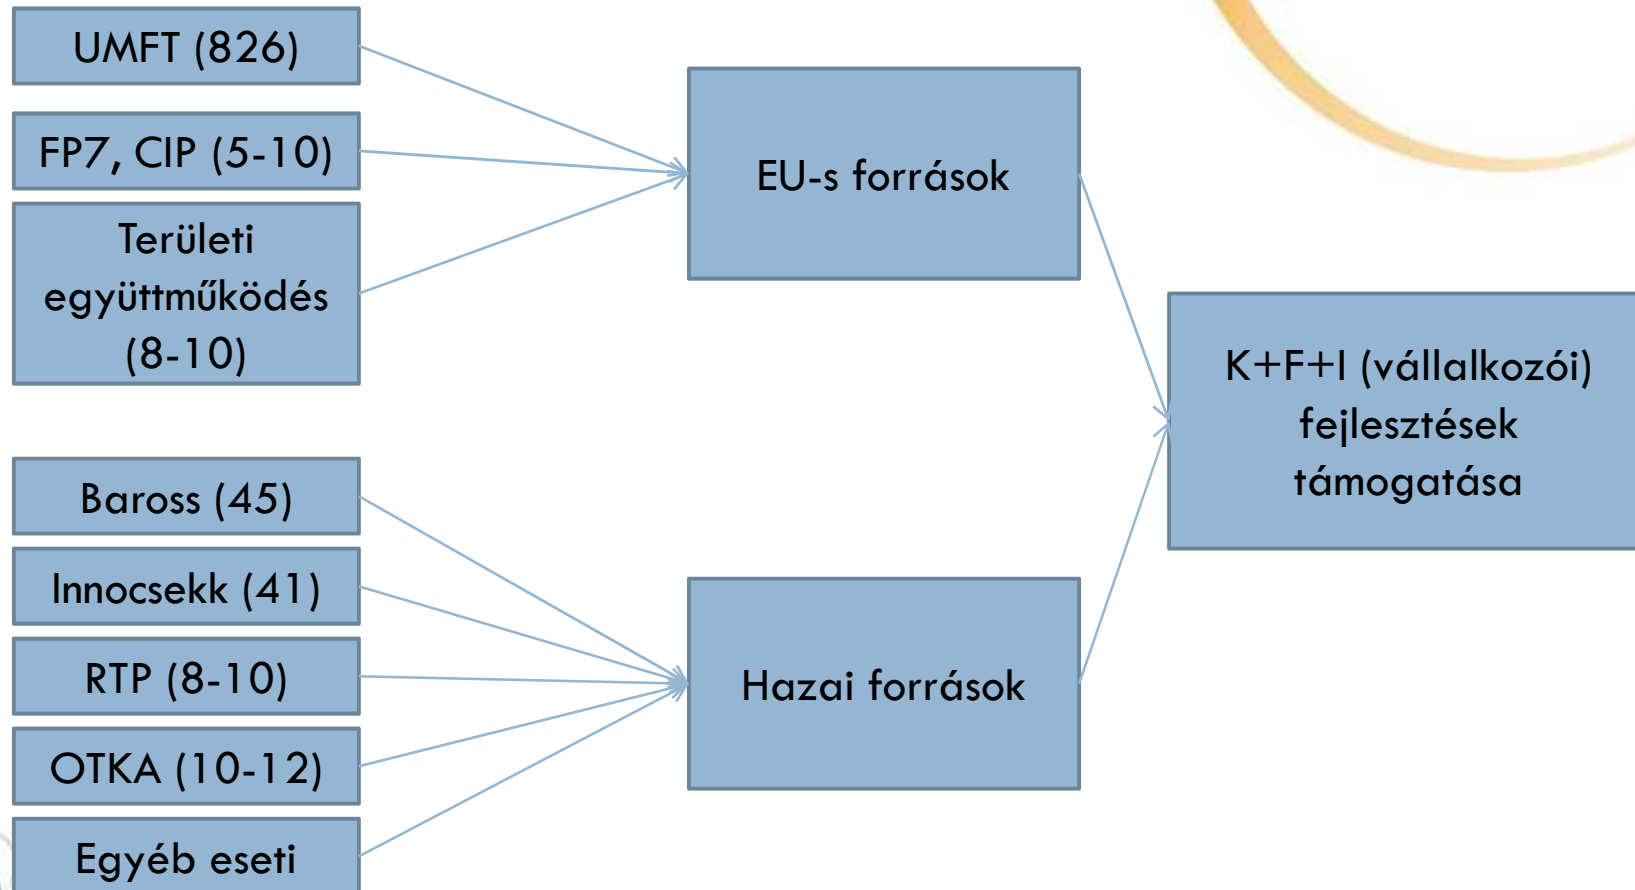 UMFT (826)
FP7, CIP (5-10)
Területi
együttműködés
(8-10)
EU-s források
K+F+I (vállalkozói)
fejlesztések
támogatása
Baross (45)
Innocsekk (41)
RTP (8-10)
OTKA (10-12)
Egyéb eseti
Hazai források